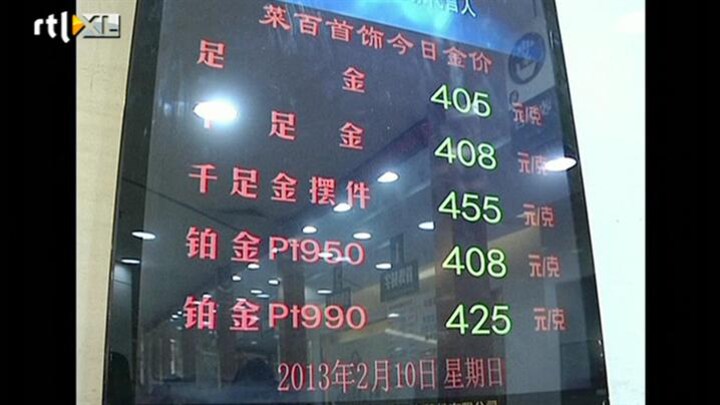 rtl XL
菜百首饰今日金价
足金 405 元/克
千足金 408 元/克
千足金摆件 455 元/克
铂金Pt950 408 元/克
铂金Pt990 425 元/克
2013年2月10日 星期日